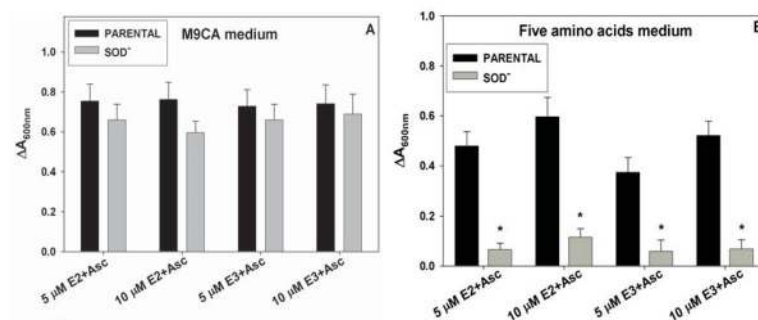 M9CA medium
A
PARENTAL
SOD⁻
1.0
0.8
0.6
0.4
0.2
0.0
ΔA600nm
5 µM E2+Asc
10 µM E2+Asc
5 µM E3+Asc
10 µM E3+Asc
Five amino acids medium
PARENTAL
SOD⁻
1.0
0.8
0.6
0.4
0.2
0.0
ΔA600nm
*
*
*
*
5 µM E2+Asc
10 µM E2+Asc
5 µM E3+Asc
10 µM E3+Asc